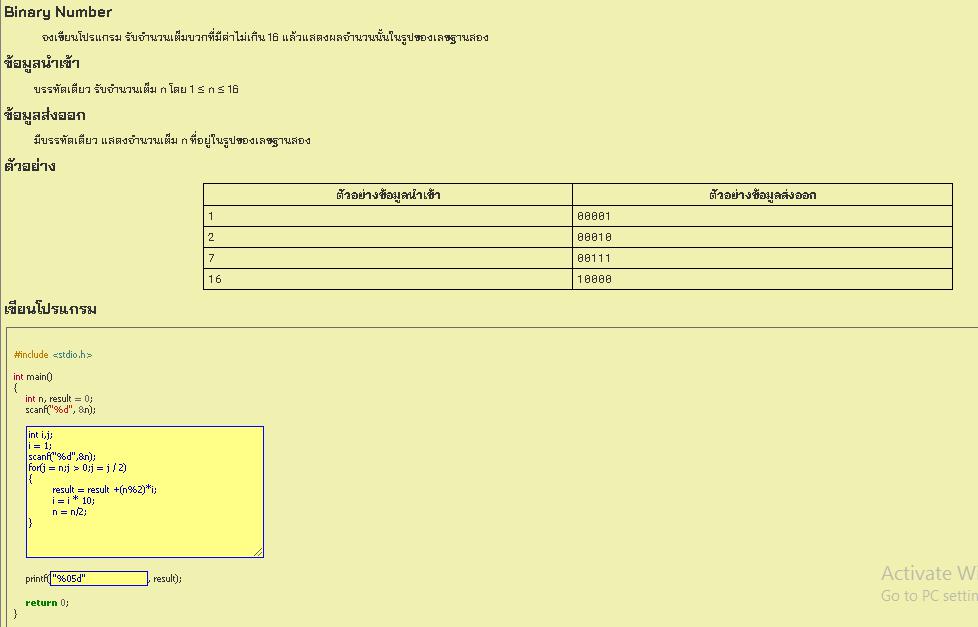 Binary Number
จงเขียนโปรแกรม รับจำนวนเต็มบวกที่มีค่าไม่เกิน 16 แล้วแสดงผลจำนวนนั้นในรูปของเลขฐานสอง
ข้อมูลนำเข้า
บรรทัดเดียว รับจำนวนเต็ม n โดย 1 ≤ n ≤ 16
ข้อมูลส่งออก
มีบรรทัดเดียว แสดงจำนวนเต็ม n ที่อยู่ในรูปของเลขฐานสอง
ตัวอย่าง
ตัวอย่างข้อมูลนำเข้า ตัวอย่างข้อมูลส่งออก
1 00001
2 00010
7 00111
16 10000
เขียนโปรแกรม
#include <stdio.h>
int main()
{
int n, result = 0;
scanf("%d", &n);
int i,j;
i = 1;
scanf("%d",&n);
for(j = n;j > 0;j = j / 2)
{
result = result +(n%2)*i;
i = i * 10;
n = n/2;
}
printf("%05d" , result);
return 0;
}
Activate W
Go to PC settin